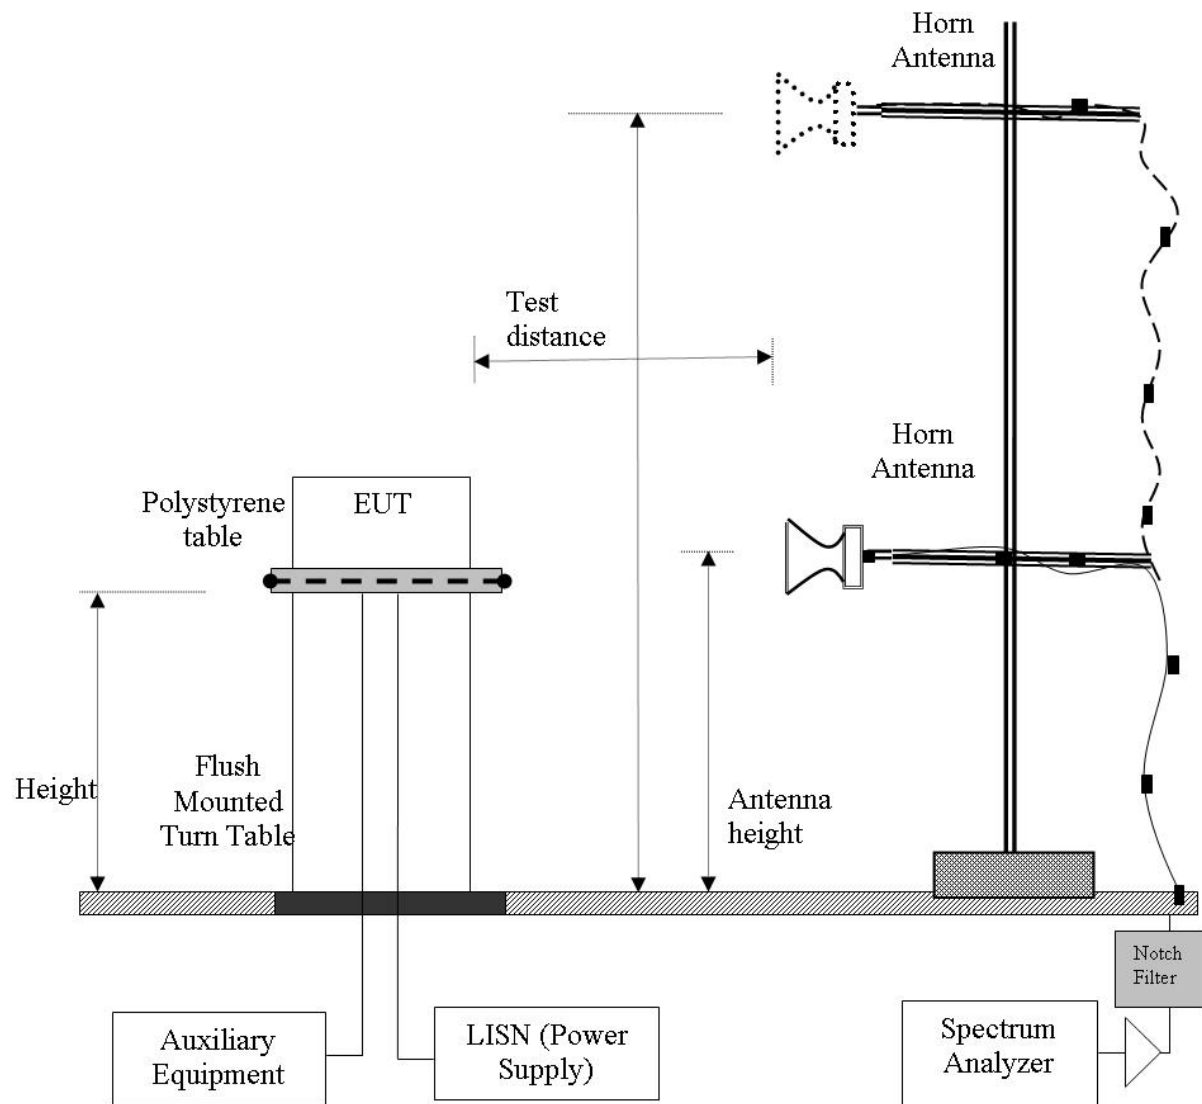 Horn
Antenna
Test
distance
Horn
Antenna
Polystyrene
table
EUT
Height
Flush
Mounted
Turn Table
Antenna
height
Notch
Filter
Auxiliary
Equipment
LISN (Power
Supply)
Spectrum
Analyzer